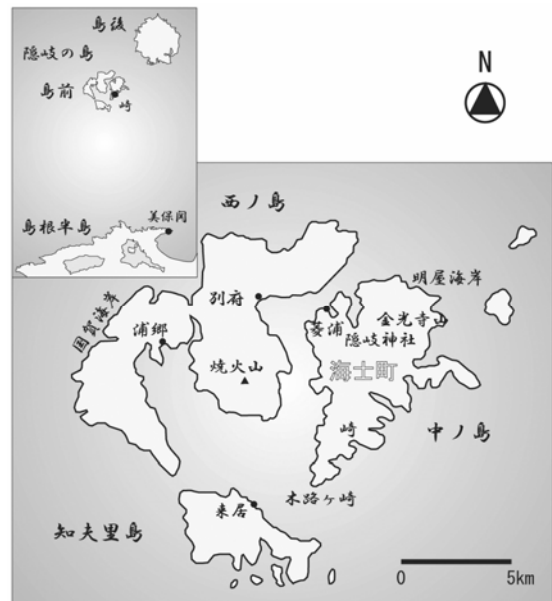 島後
隠岐の島
島前
崎
島根半島
美保関
N
西ノ島
別府
明屋海岸
国賀海岸
浦郷
菱浦
金光寺山
隠岐神社
焼火山
海士町
崎
中ノ島
木路ヶ崎
来居
知夫里島
0
5km